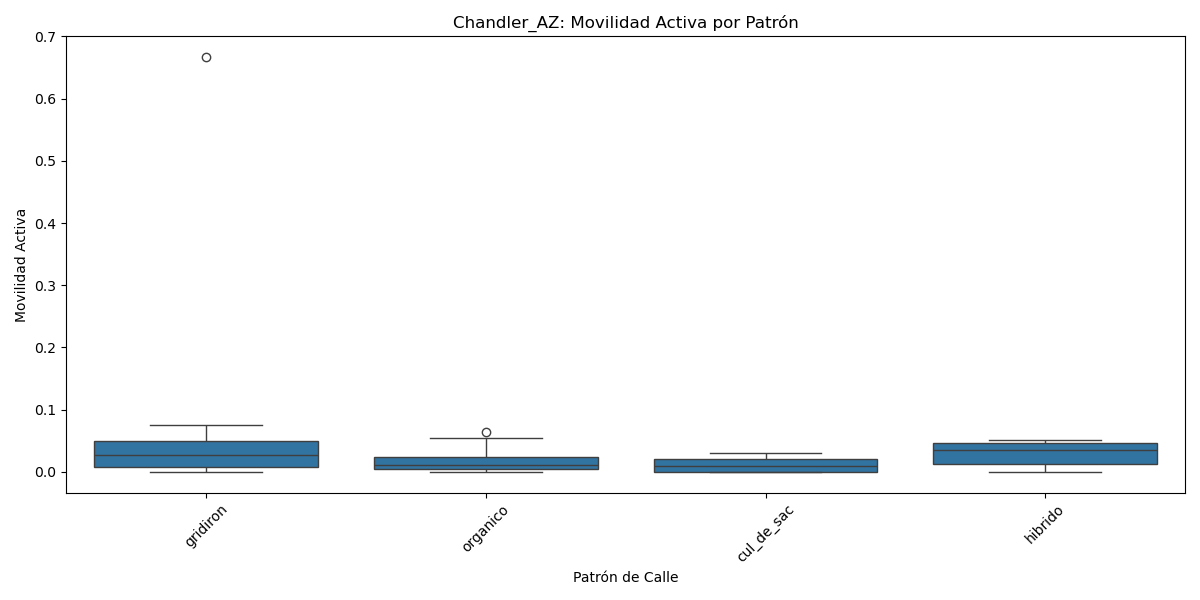 Chandler_AZ: Movilidad Activa por Patrón
Movilidad Activa
0.7
0.6
0.5
0.4
0.3
0.2
0.1
0.0
gridiron
organico
cul_de_sac
hibrido
Patrón de Calle